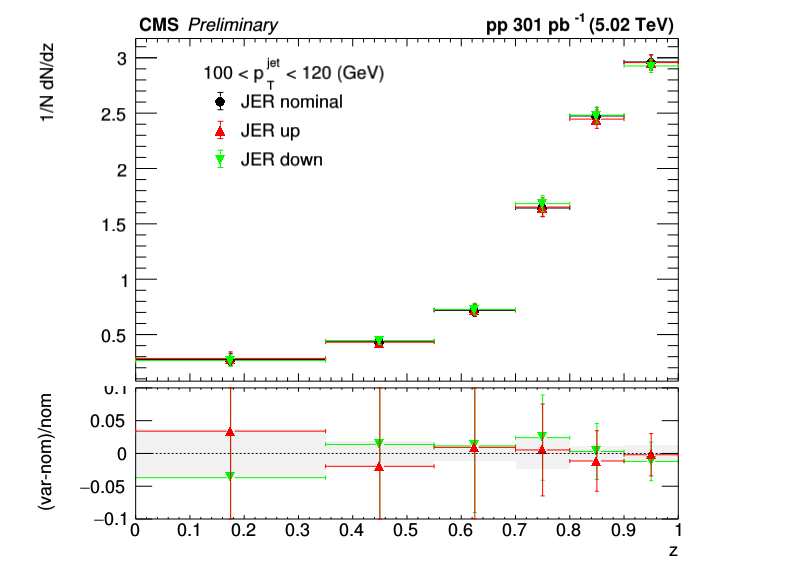 CMS Preliminary pp 301 pb⁻¹ (5.02 TeV)
1/N dN/dz
3
2.5
2
1.5
1
0.5
100 < p_T^jet < 120 (GeV)
JER nominal
JER up
JER down
(var-nom)/nom
0.1
0.05
0
−0.05
−0.1
0 0.1 0.2 0.3 0.4 0.5 0.6 0.7 0.8 0.9 1
z